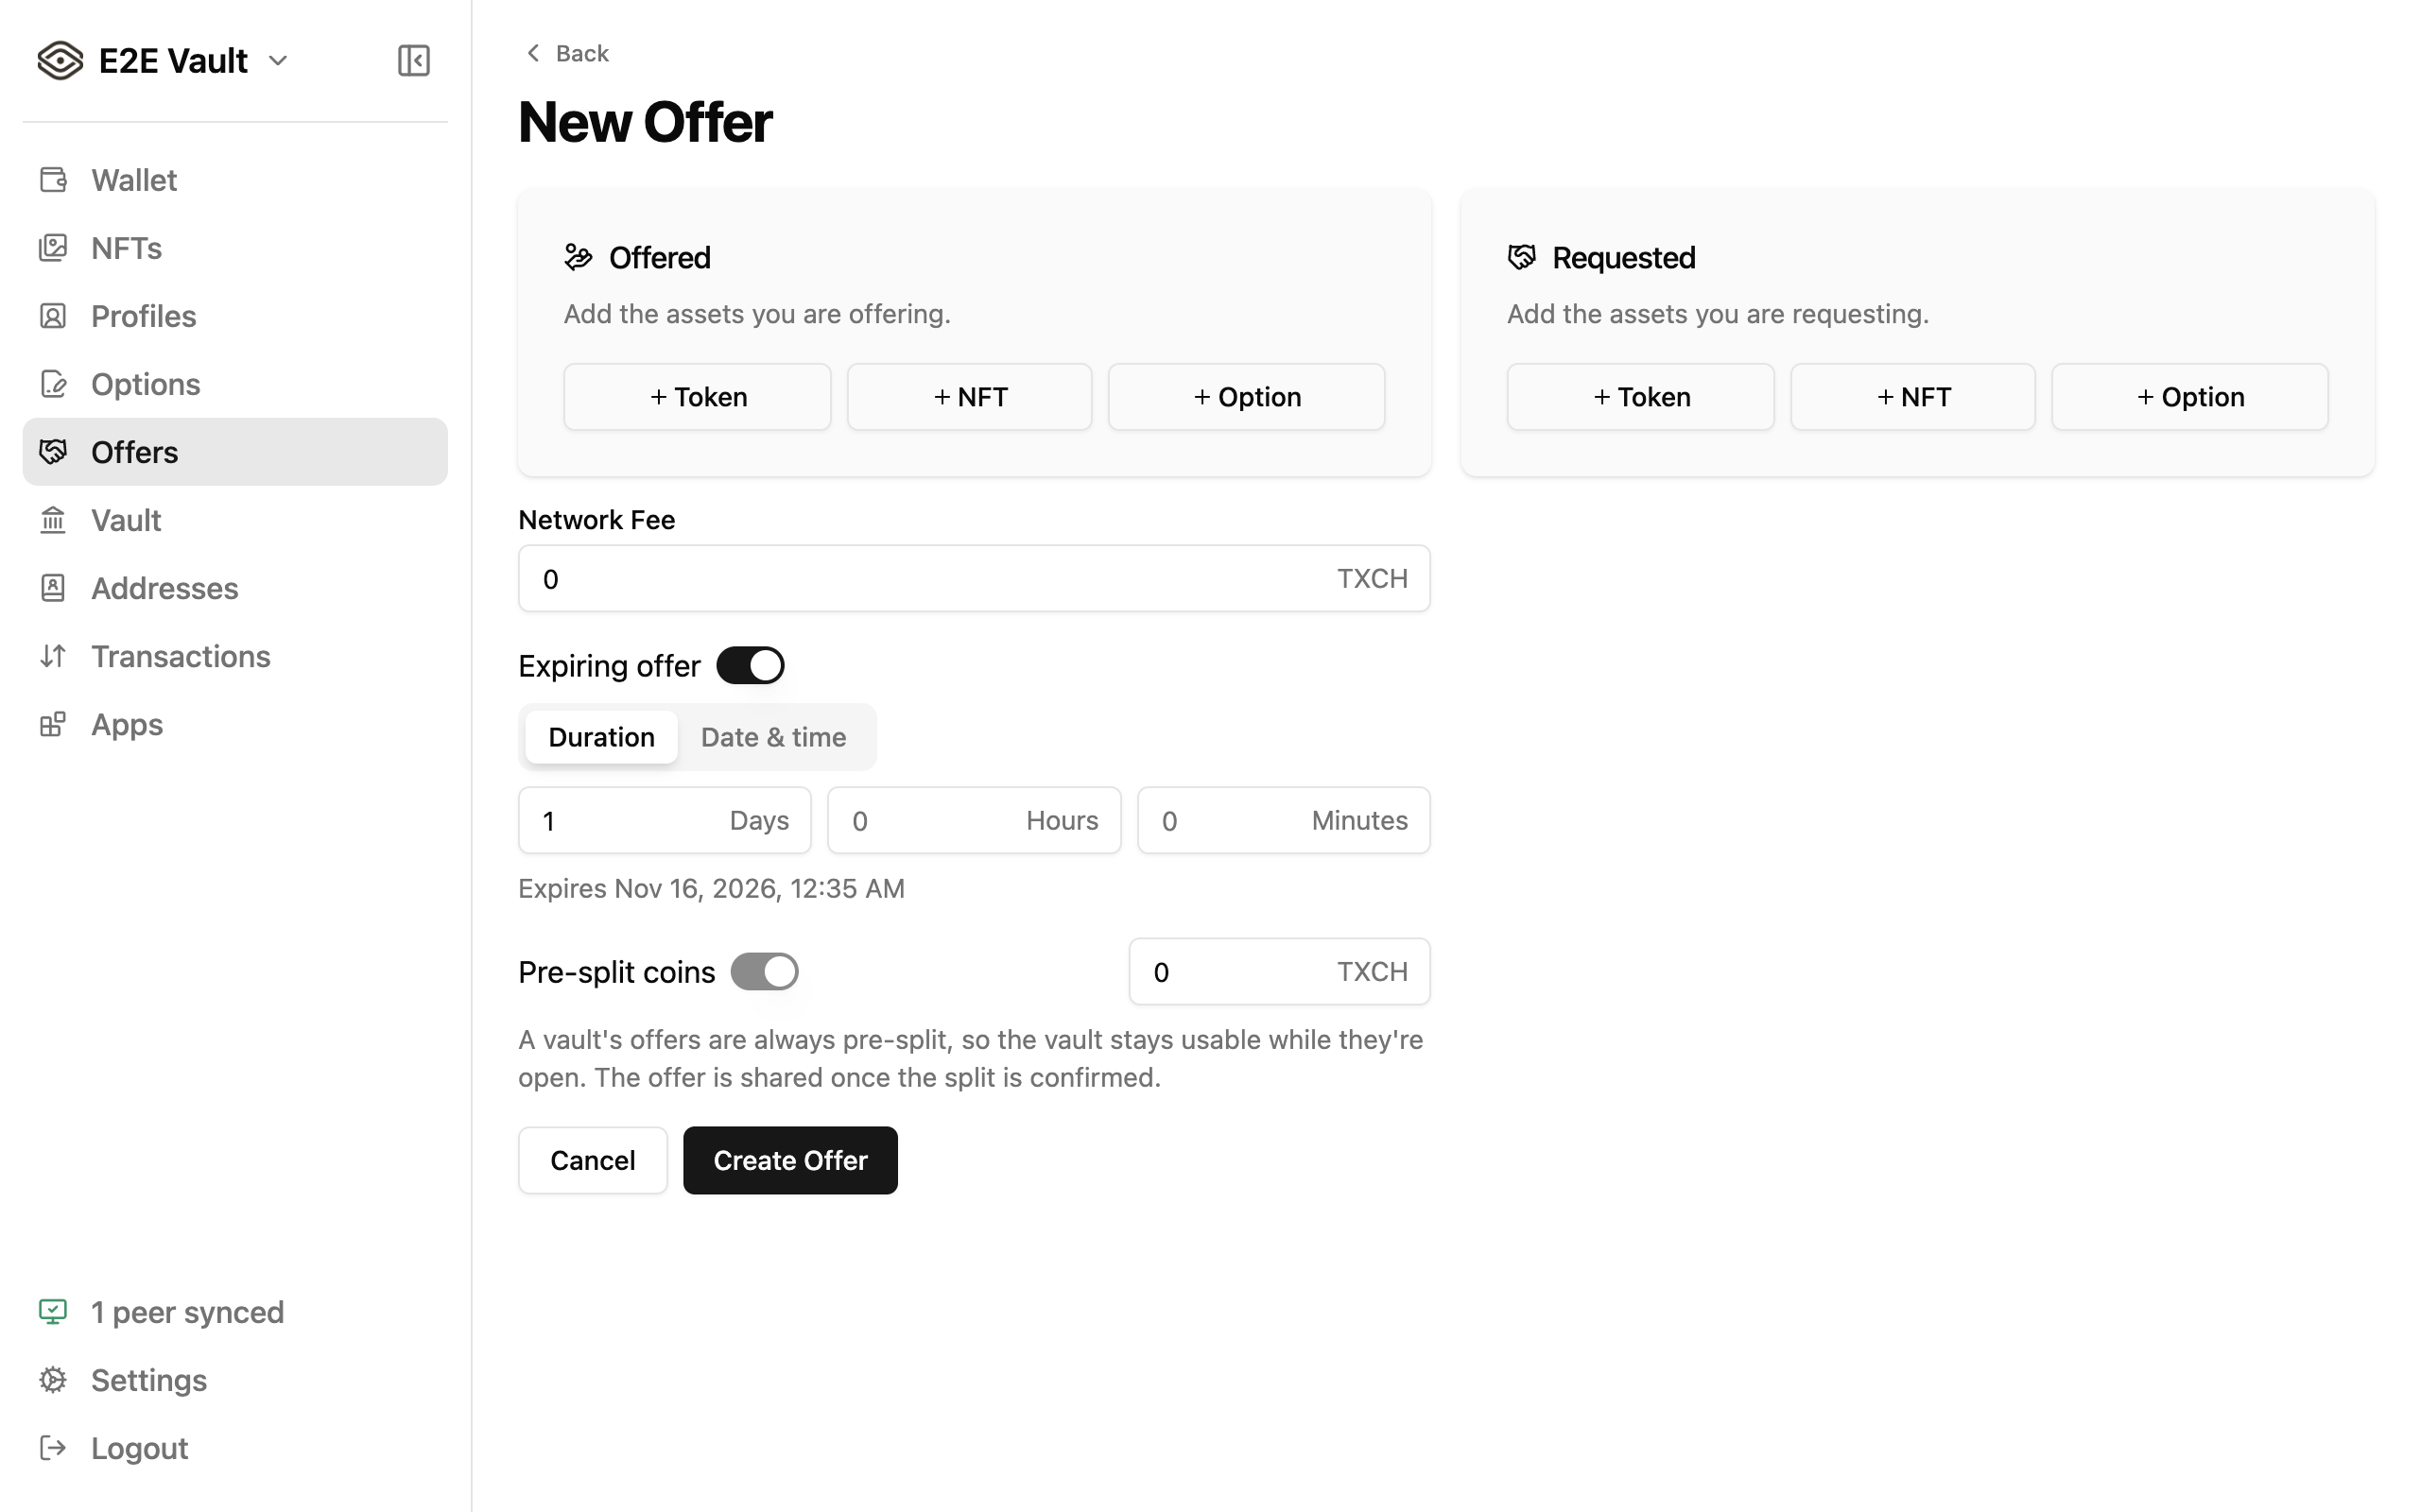 E2E Vault
Wallet
NFTs
Profiles
Options
Offers
Vault
Addresses
Transactions
Apps
1 peer synced
Settings
Logout
Back
New Offer
Offered
Add the assets you are offering.
+ Token
+ NFT
+ Option
Requested
Add the assets you are requesting.
+ Token
+ NFT
+ Option
Network Fee
0 TXCH
Expiring offer
Duration Date & time
1 Days 0 Hours 0 Minutes
Expires Nov 16, 2026, 12:35 AM
Pre-split coins 0 TXCH
A vault's offers are always pre-split, so the vault stays usable while they're
open. The offer is shared once the split is confirmed.
Cancel Create Offer